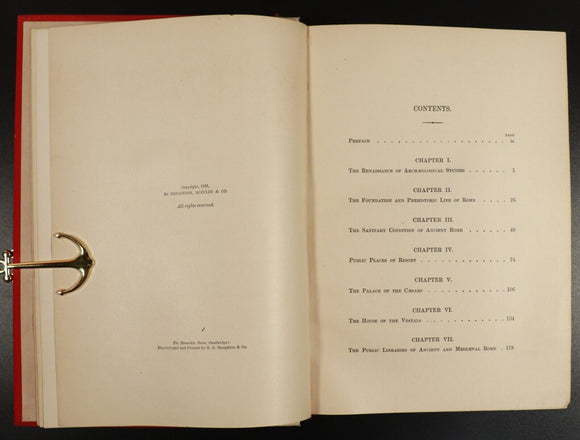 Copyright, 1888,
By HOUGHTON, MIFFLIN & CO.
All rights reserved.
The Riverside Press, Cambridge:
Electrotyped and Printed by H. O. Houghton & Co.
CONTENTS.
PAGE
Preface . . . . . . . . . . . . . . . . . . . . ix
CHAPTER I.
The Renaissance of Archæological Studies . . . . . . 1
CHAPTER II.
The Foundation and Prehistoric Life of Rome . . . . 26
CHAPTER III.
The Sanitary Condition of Ancient Rome . . . . . 49
CHAPTER IV.
Public Places of Resort . . . . . . . . . . . . 74
CHAPTER V.
The Palace of the Cæsars . . . . . . . . . . . 106
CHAPTER VI.
The House of the Vestals . . . . . . . . . . . 134
CHAPTER VII.
The Public Libraries of Ancient and Mediæval Rome . 178